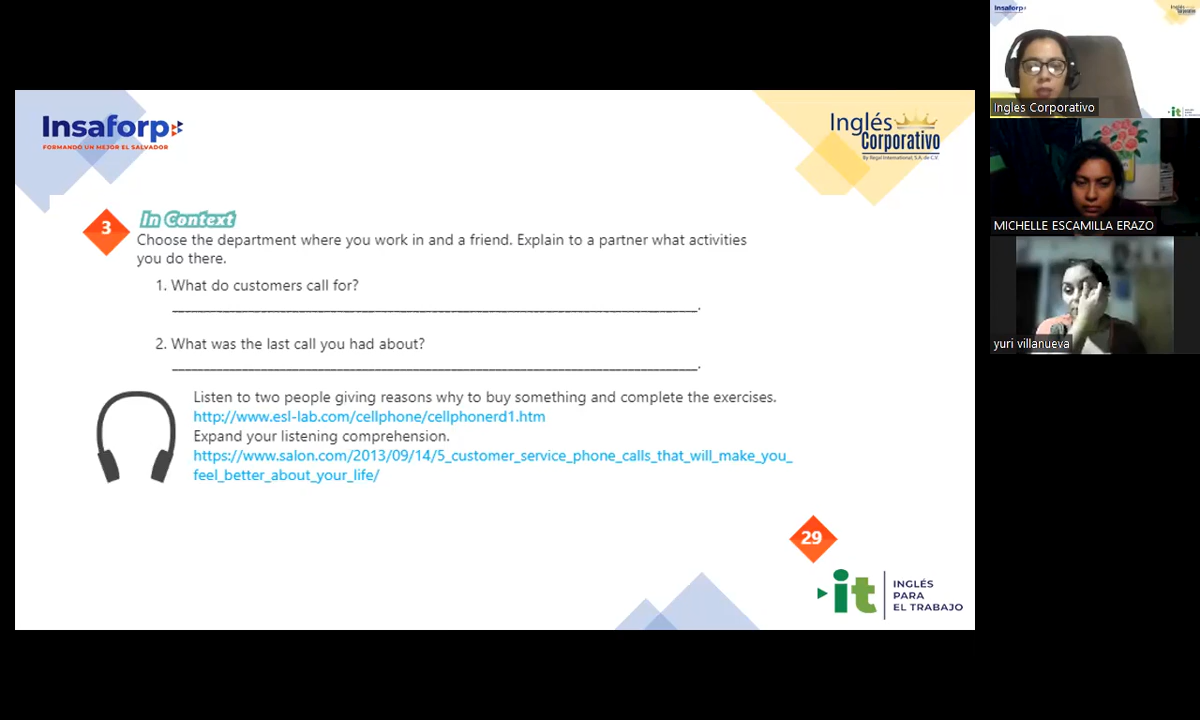 Insaforp
FORMANDO UN MEJOR EL SALVADOR
Inglés
Corporativo
By Regal International, S.A. de C.V.
3
In Context
Choose the department where you work in and a friend. Explain to a partner what activities
you do there.
1. What do customers call for?
.
2. What was the last call you had about?
.
Listen to two people giving reasons why to buy something and complete the exercises.
http://www.esl-lab.com/cellphone/cellphonerd1.htm
Expand your listening comprehension.
https://www.salon.com/2013/09/14/5_customer_service_phone_calls_that_will_make_you_
feel_better_about_your_life/
29
it
INGLÉS
PARA
EL TRABAJO
Insaforp
Inglés
Corporativo
Ingles Corporativo
it
MICHELLE ESCAMILLA ERAZO
yuri villanueva